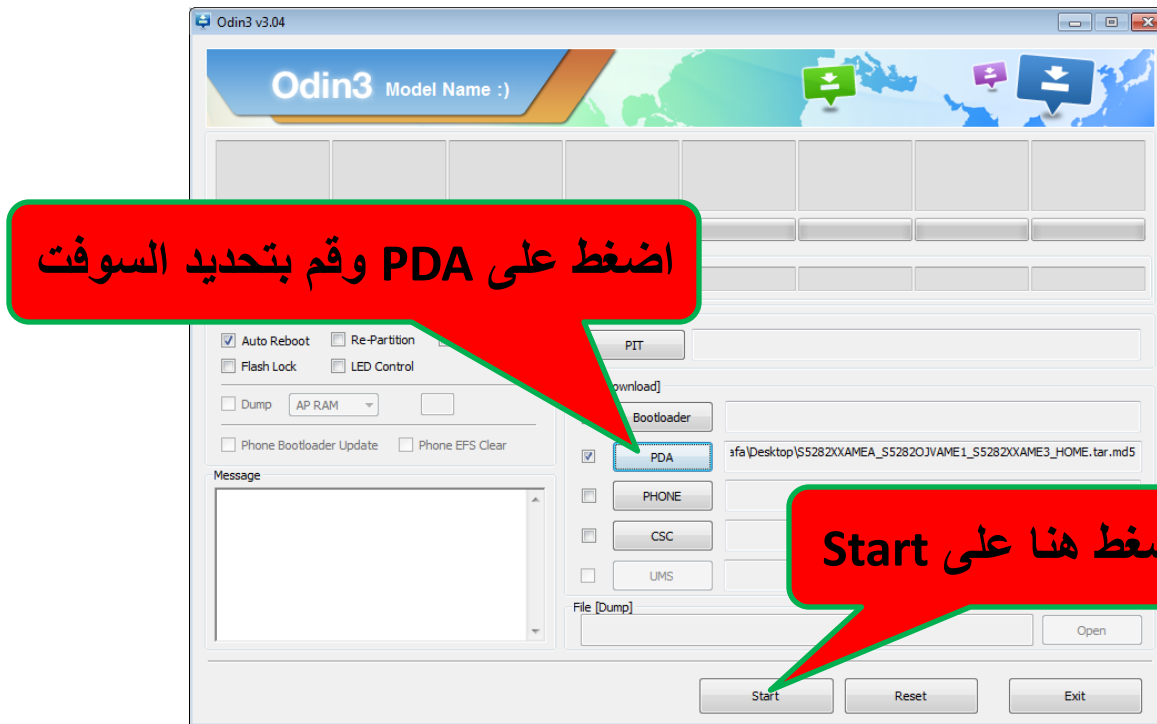 Odin3 v3.04
Odin3 Model Name :)
اضغط على PDA وقم بتحديد السوفت
Auto Reboot
Re-Partition
Flash Lock
LED Control
Dump
AP RAM
Phone Bootloader Update
Phone EFS Clear
Message
PIT
Bootloader
PDA
afa\Desktop\S5282XXAMEA_S5282OJVAME1_S5282XXAME3_HOME.tar.md5
PHONE
CSC
UMS
هنا على Start
File [Dump]
Open
Start
Reset
Exit